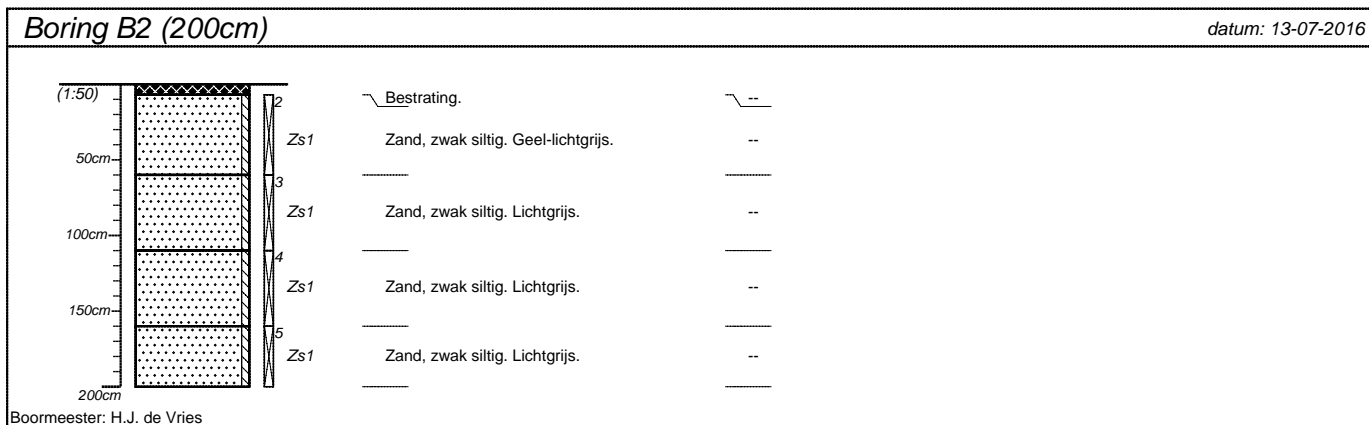 Boring B2 (200cm) datum: 13-07-2016
(1:50) 2 Bestrating. --
Zs1 Zand, zwak siltig. Geel-lichtgrijs. --
50cm
3
Zs1 Zand, zwak siltig. Lichtgrijs. --
100cm
4
Zs1 Zand, zwak siltig. Lichtgrijs. --
150cm
5
Zs1 Zand, zwak siltig. Lichtgrijs. --
200cm
Boormeester: H.J. de Vries